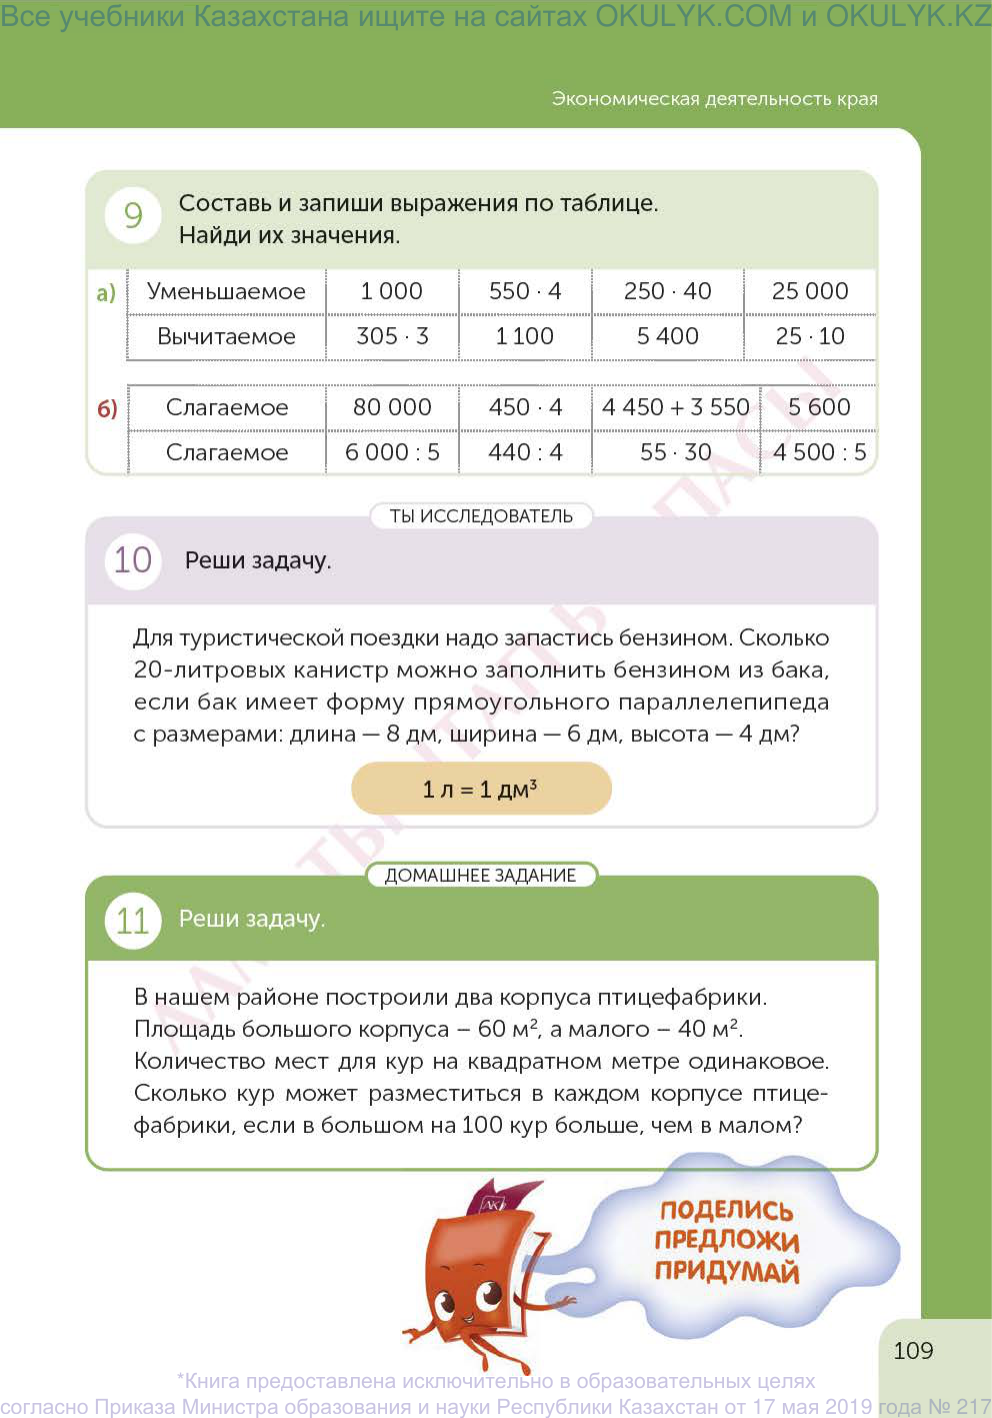 Все учебники Казахстана ищите на сайтах OKULYK.COM и OKULYK.KZ
Экономическая деятельность края
9 Составь и запиши выражения по таблице.
Найди их значения.
а) Уменьшаемое 1 000 550 · 4 250 · 40 25 000
Вычитаемое 305 · 3 1 100 5 400 25 · 10
б) Слагаемое 80 000 450 · 4 4 450 + 3 550 5 600
Слагаемое 6 000 : 5 440 : 4 55 · 30 4 500 : 5
ТЫ ИССЛЕДОВАТЕЛЬ
10 Реши задачу.
Для туристической поездки надо запастись бензином. Сколько
20-литровых канистр можно заполнить бензином из бака,
если бак имеет форму прямоугольного параллелепипеда
с размерами: длина — 8 дм, ширина — 6 дм, высота — 4 дм?
1 л = 1 дм³
ДОМАШНЕЕ ЗАДАНИЕ
11 Реши задачу.
В нашем районе построили два корпуса птицефабрики.
Площадь большого корпуса – 60 м², а малого – 40 м².
Количество мест для кур на квадратном метре одинаковое.
Сколько кур может разместиться в каждом корпусе птице-
фабрики, если в большом на 100 кур больше, чем в малом?
ПОДЕЛИСЬ
ПРЕДЛОЖИ
ПРИДУМАЙ
109
*Книга предоставлена исключительно в образовательных целях
согласно Приказа Министра образования и науки Республики Казахстан от 17 мая 2019 года № 217